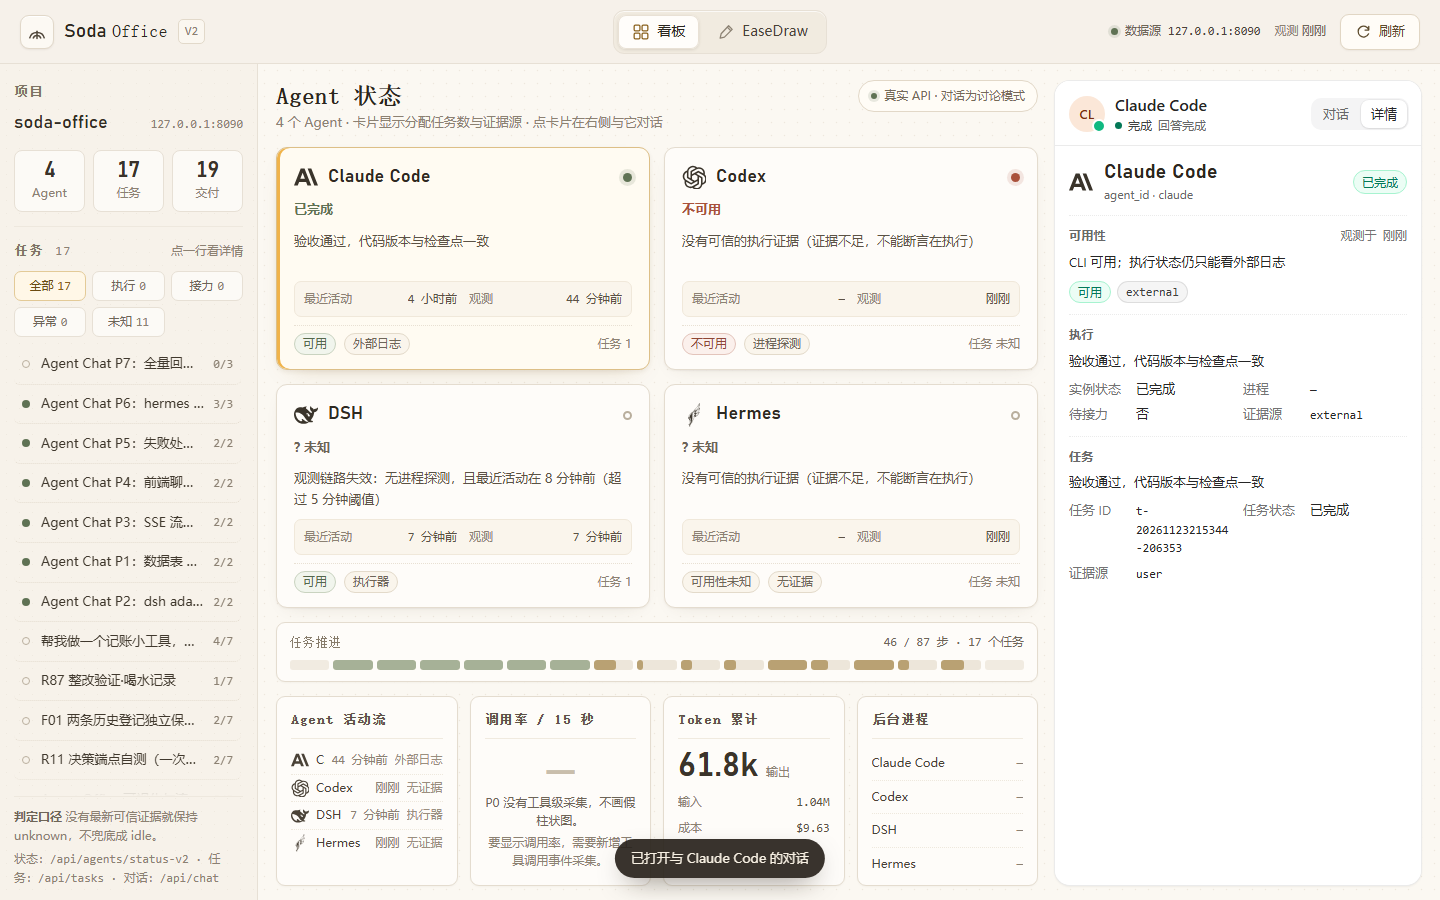 Soda Office V2
看板
EaseDraw
数据源 127.0.0.1:8090 观测 刚刚
刷新
项目
soda-office 127.0.0.1:8090
4 Agent
17 任务
19 交付
任务 17 点一行看详情
全部 17
执行 0
接力 0
异常 0
未知 11
Agent Chat P7：全量回... 0/3
Agent Chat P6：hermes ... 3/3
Agent Chat P5：失败处... 2/2
Agent Chat P4：前端聊... 2/2
Agent Chat P3：SSE 流... 2/2
Agent Chat P1：数据表 ... 2/2
Agent Chat P2：dsh ada... 2/2
帮我做一个记账小工具，... 4/7
R87 整改验证·喝水记录 1/7
F01 两条历史登记独立保... 2/7
R11 决策端点自测（一次... 2/7
判定口径 没有最新可信证据就保持
unknown，不兜底成 idle。
状态: /api/agents/status-v2 · 任
务: /api/tasks · 对话: /api/chat
Agent 状态
4 个 Agent · 卡片显示分配任务数与证据源 · 点卡片在右侧与它对话
真实 API · 对话为讨论模式
Claude Code
已完成
验收通过，代码版本与检查点一致
最近活动 4 小时前 观测 44 分钟前
可用 外部日志 任务 1
Codex
不可用
没有可信的执行证据（证据不足，不能断言在执行）
最近活动 — 观测 刚刚
不可用 进程探测 任务 未知
DSH
? 未知
观测链路失效：无进程探测，且最近活动在 8 分钟前（超
过 5 分钟阈值）
最近活动 7 分钟前 观测 7 分钟前
可用 执行器 任务 1
Hermes
? 未知
没有可信的执行证据（证据不足，不能断言在执行）
最近活动 — 观测 刚刚
可用性未知 无证据 任务 未知
任务推进 46 / 87 步 · 17 个任务
Agent 活动流
C 44 分钟前 外部日志
Codex 刚刚 无证据
DSH 7 分钟前 执行器
Hermes 刚刚 无证据
调用率 / 15 秒
—
P0 没有工具级采集，不画假
柱状图。
要显示调用率，需要新增工
具调用事件采集。
Token 累计
61.8k 输出
输入 1.04M
成本 $9.63
后台进程
Claude Code —
Codex —
DSH —
Hermes —
已打开与 Claude Code 的对话
CL
Claude Code
完成 回答完成
对话
详情
Claude Code
agent_id · claude
已完成
可用性 观测于 刚刚
CLI 可用；执行状态仍只能看外部日志
可用 external
执行
验收通过，代码版本与检查点一致
实例状态 已完成 进程 —
待接力 否 证据源 external
任务
验收通过，代码版本与检查点一致
任务 ID t-20261123215344-206353 任务状态 已完成
证据源 user